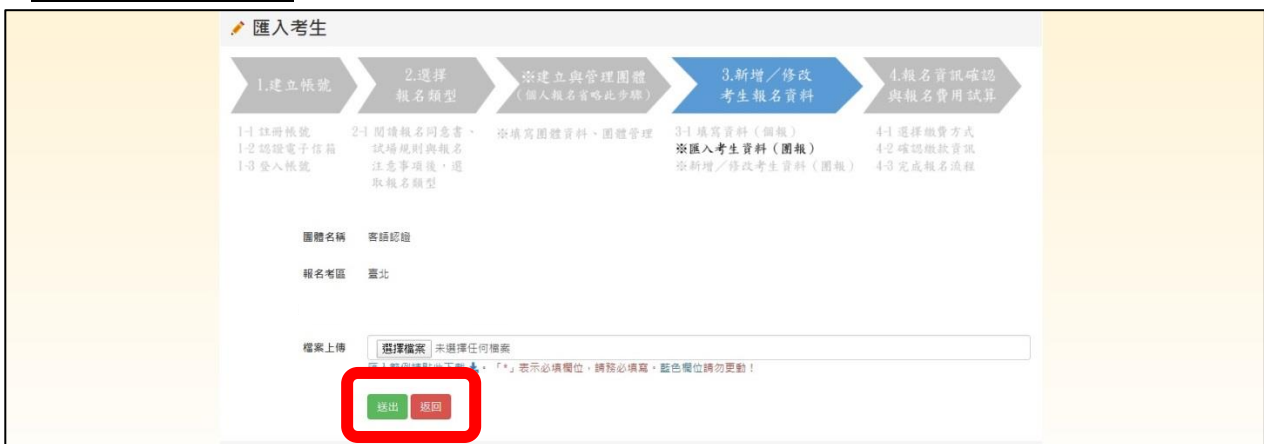 匯入考生
1.建立帳號
2.選擇
報名類型
※建立與管理團體
(個人報名省略此步驟)
3.新增／修改
考生報名資料
4.報名資訊確認
與報名費用試算
1-1 註冊帳號
1-2 認證電子信箱
1-3 登入帳號
2-1 閱讀報名同意書、
試場規則與報名
注意事項後，選
取報名類型
※填寫團體資料、團體管理
3-1 填寫資料（個報）
※匯入考生資料（團報）
※新增／修改考生資料（團報）
4-1 選擇繳費方式
4-2 確認繳款資訊
4-3 完成報名流程
團體名稱 客語認證
報名考區 臺北
檔案上傳 選擇檔案 未選擇任何檔案
匯入範例請點此下載。「*」表示必填欄位，請務必填寫。藍色欄位請勿更動！
送出 返回